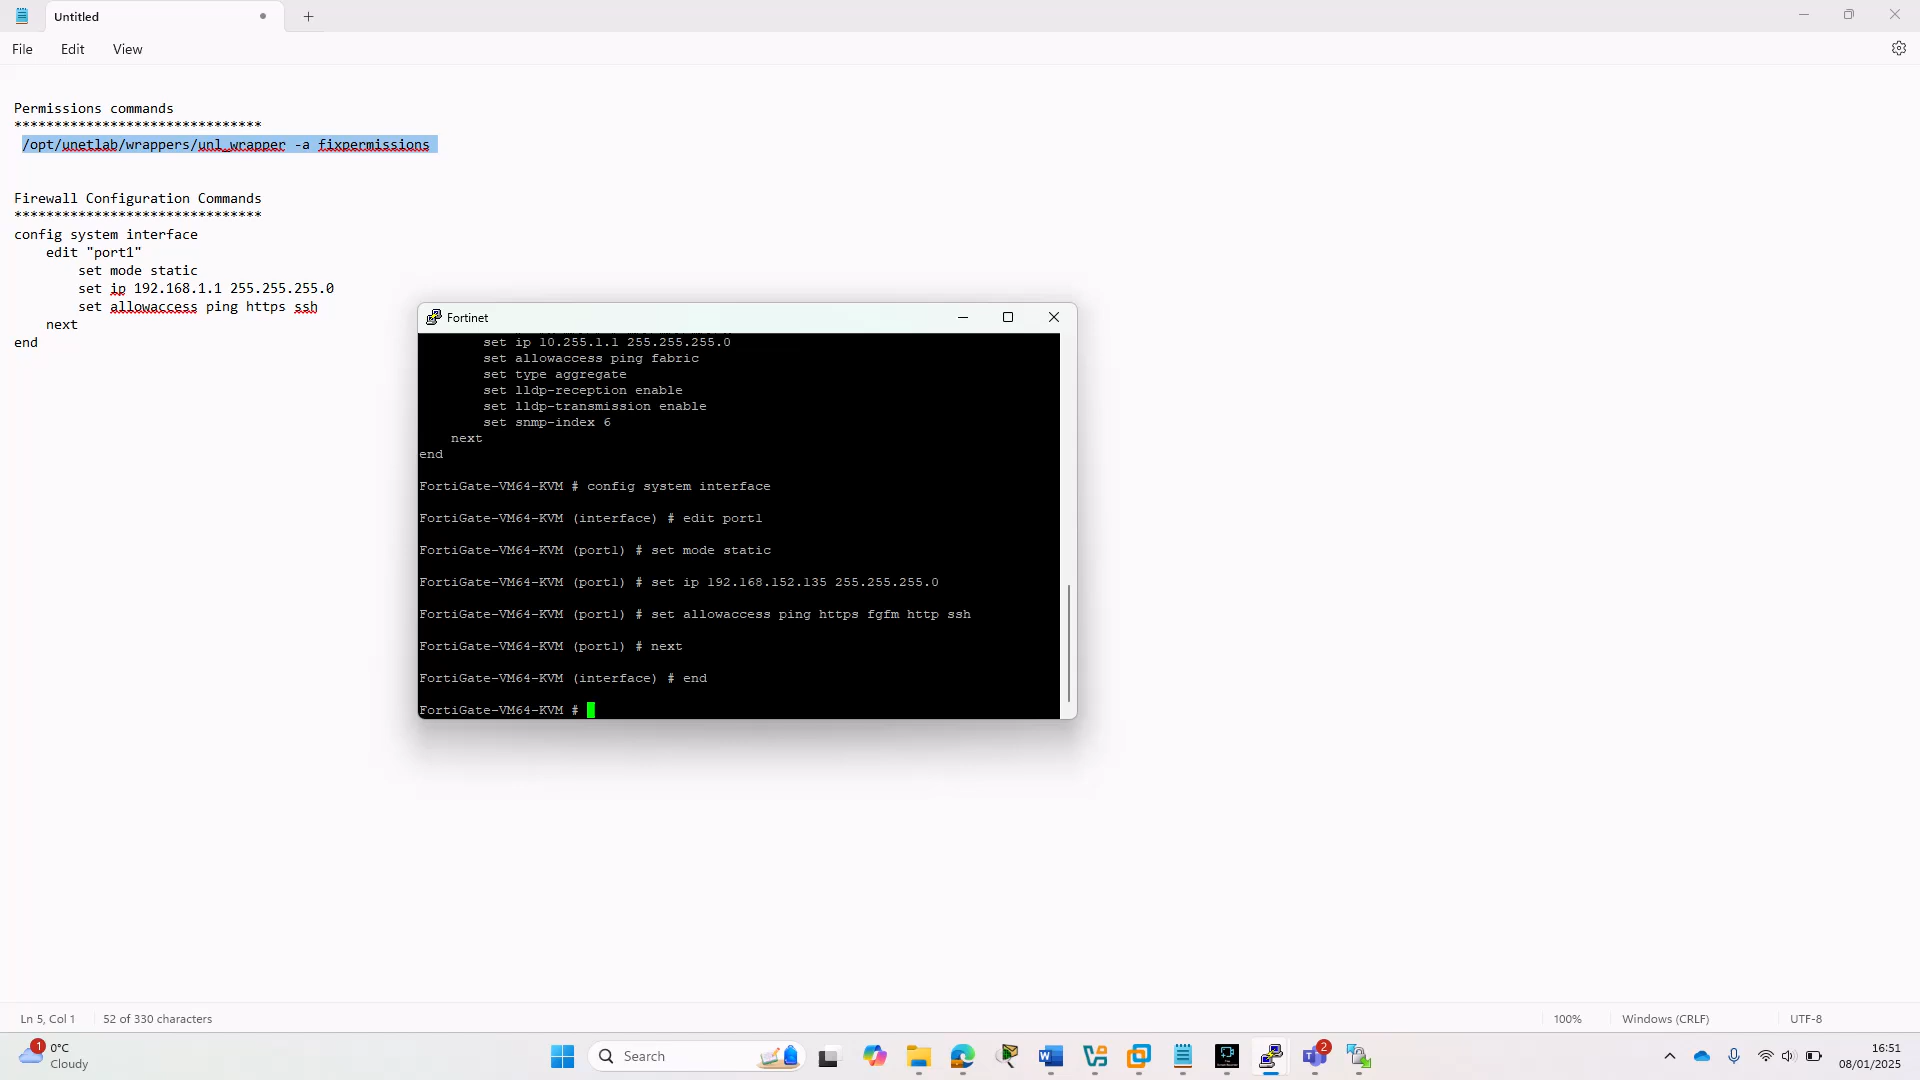 Untitled
File Edit View
Permissions commands
*******************************
/opt/unetlab/wrappers/unl_wrapper -a fixpermissions
Firewall Configuration Commands
*******************************
config system interface
edit "port1"
set mode static
set ip 192.168.1.1 255.255.255.0
set allowaccess ping https ssh
next
end
Fortinet
set ip 10.255.1.1 255.255.255.0
set allowaccess ping fabric
set type aggregate
set lldp-reception enable
set lldp-transmission enable
set snmp-index 6
next
end
FortiGate-VM64-KVM # config system interface
FortiGate-VM64-KVM (interface) # edit port1
FortiGate-VM64-KVM (port1) # set mode static
FortiGate-VM64-KVM (port1) # set ip 192.168.152.135 255.255.255.0
FortiGate-VM64-KVM (port1) # set allowaccess ping https fgfm http ssh
FortiGate-VM64-KVM (port1) # next
FortiGate-VM64-KVM (interface) # end
FortiGate-VM64-KVM #
Ln 5, Col 1 52 of 330 characters 100% Windows (CRLF) UTF-8
1 0°C
Cloudy
Search
2
16:51
08/01/2025